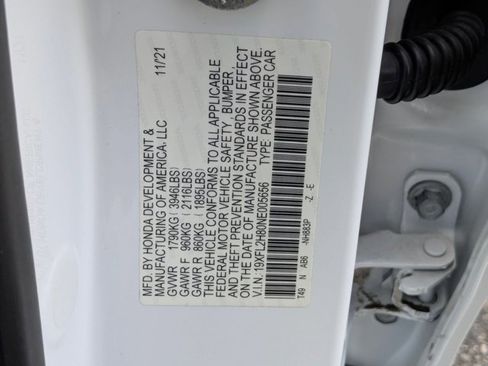 MFD. BY HONDA DEVELOPMENT & 11/21
MANUFACTURING OF AMERICA, LLC
GVWR 1790KG ( 3946LBS)
GAWR F 960KG ( 2116LBS)
GAWR R 860KG ( 1896LBS)
THIS VEHICLE CONFORMS TO ALL APPLICABLE
FEDERAL MOTOR VEHICLE SAFETY, BUMPER
AND THEFT PREVENTION STANDARDS IN EFFECT
ON THE DATE OF MANUFACTURE SHOWN ABOVE.
V.I.N.:19XFL2H80NE005656 TYPE: PASSENGER CAR
T49 N AB6 -NH883P -Z -E